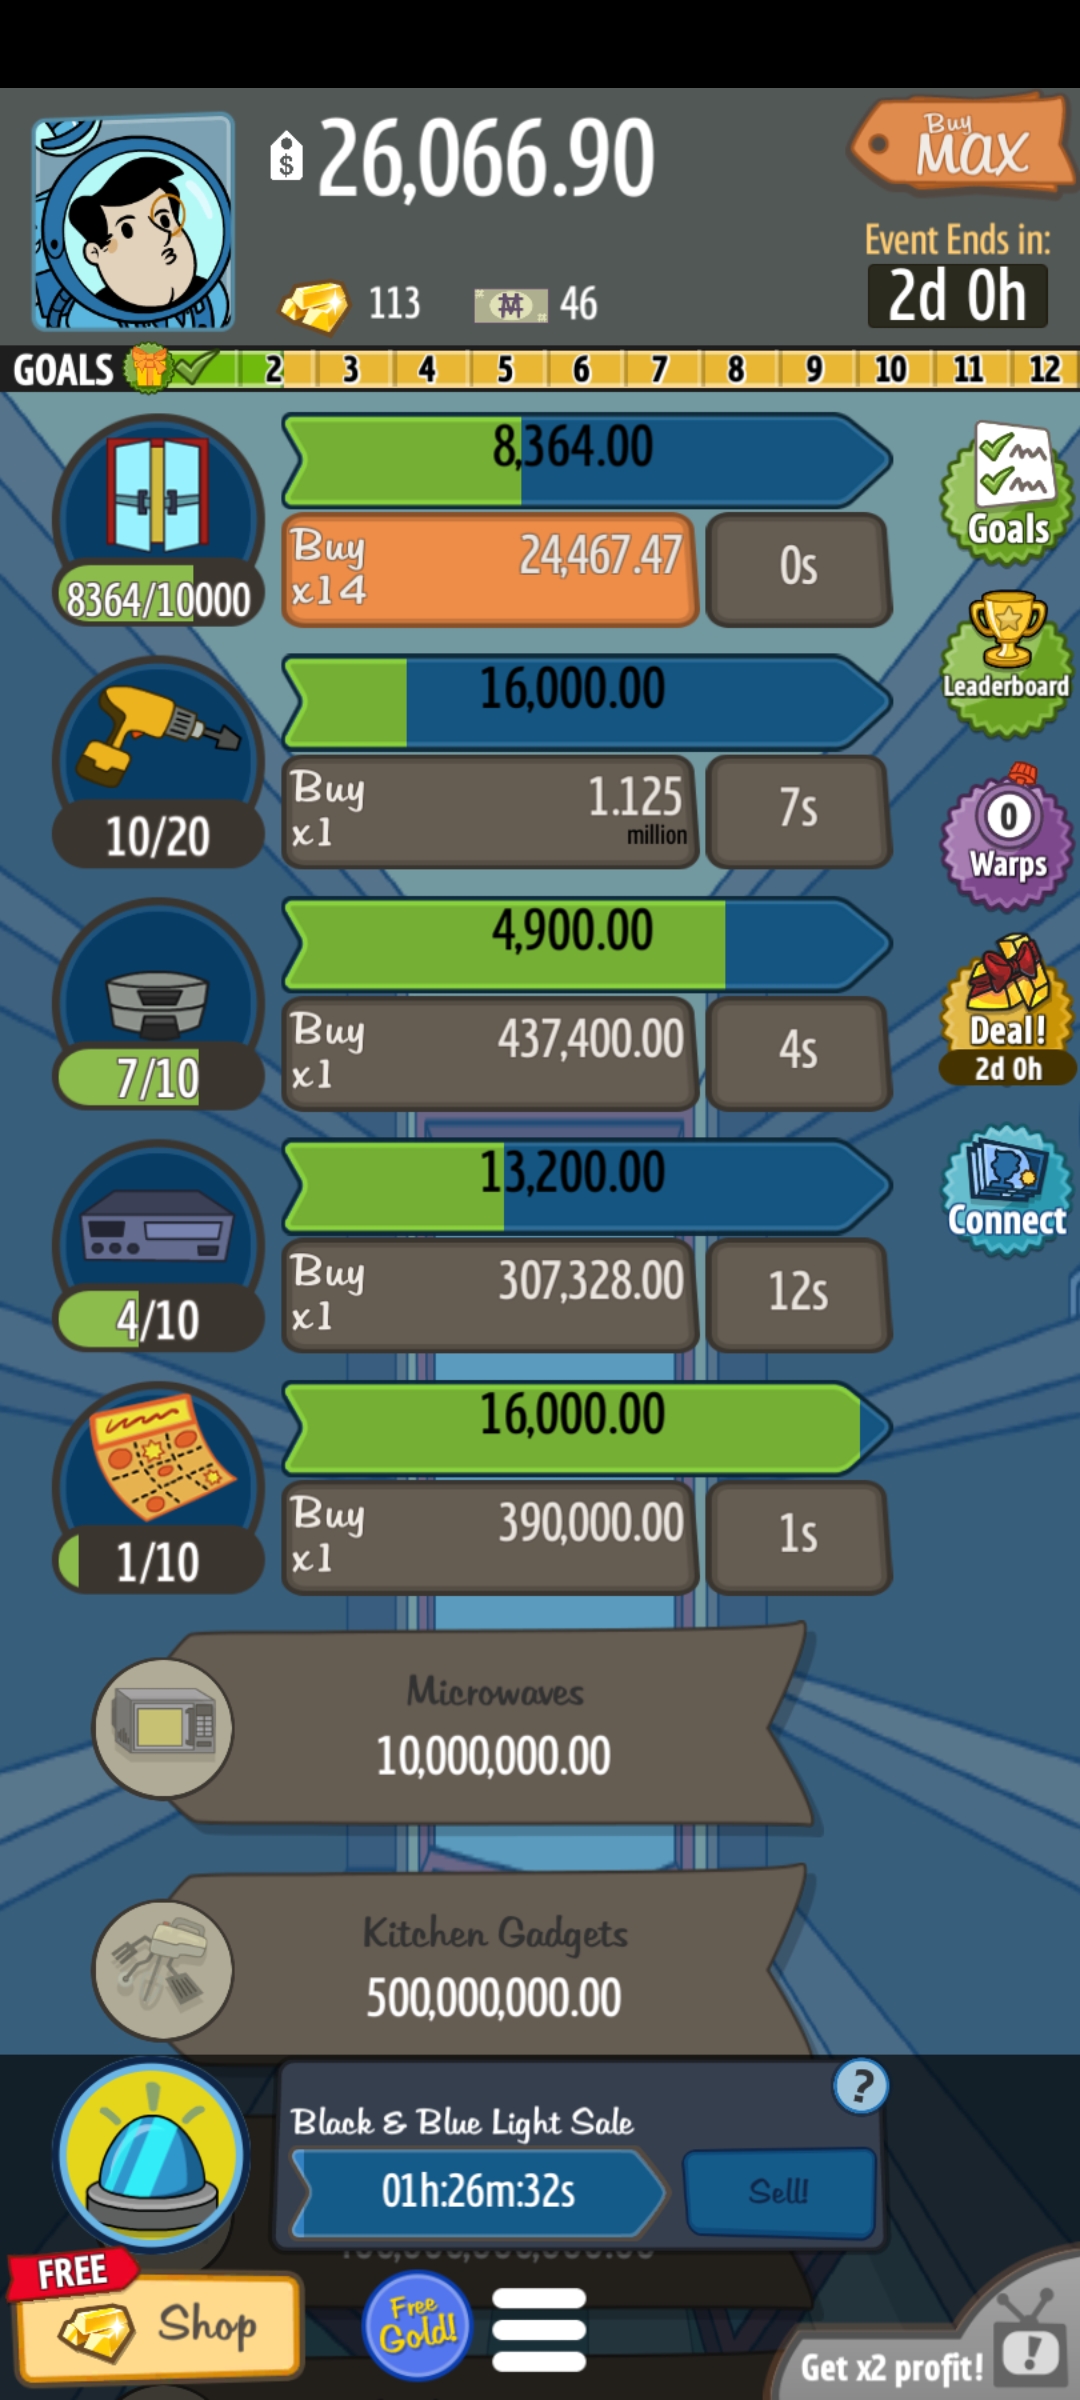 $ 26,066.90
Buy
MAX
113
46
Event Ends in:
2d 0h
GOALS 2 3 4 5 6 7 8 9 10 11 12
8,364.00
Buy x14
24,467.47
0s
8364/10000
Goals
Leaderboard
16,000.00
Buy x1
1.125
million
7s
10/20
0
Warps
4,900.00
Buy x1
437,400.00
4s
7/10
Deal!
2d 0h
13,200.00
Buy x1
307,328.00
12s
4/10
Connect
16,000.00
Buy x1
390,000.00
1s
1/10
Microwaves
10,000,000.00
Kitchen Gadgets
500,000,000.00
?
Black & Blue Light Sale
01h:26m:32s
Sell!
FREE
Shop
Free
Gold!
Get x2 profit!